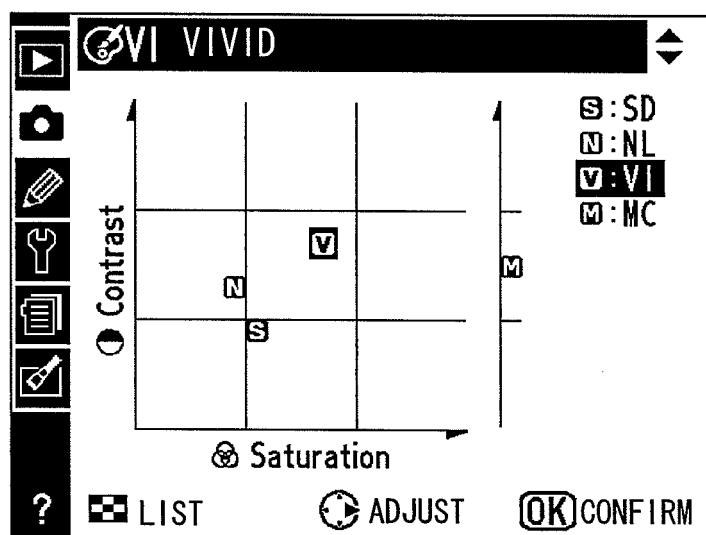 VI VIVID
S:SD
N:NL
V:VI
M:MC
Contrast
V
N
M
S
Saturation
? LIST ADJUST OK CONFIRM